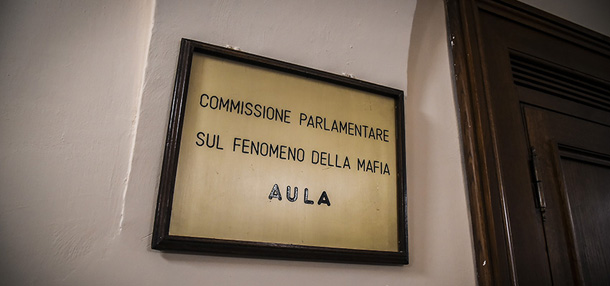 COMMISSIONE PARLAMENTARE
SUL FENOMENO DELLA MAFIA
AULA